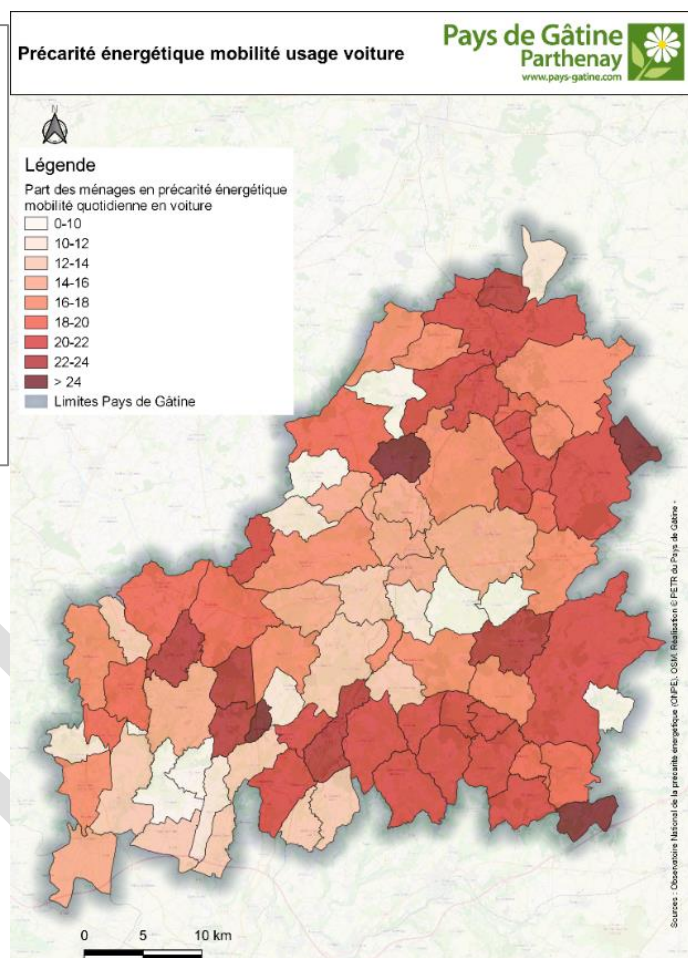 Précarité énergétique mobilité usage voiture
Pays de Gâtine
Parthenay
www.pays-gatine.com
N
Légende
Part des ménages en précarité énergétique
mobilité quotidienne en voiture
0-10
10-12
12-14
14-16
16-18
18-20
20-22
22-24
> 24
Limites Pays de Gâtine
Sources : Observatoire National de la précarité énergétique (ONPE), OSM, Réalisation © PETR du Pays de Gâtine -
0 5 10 km